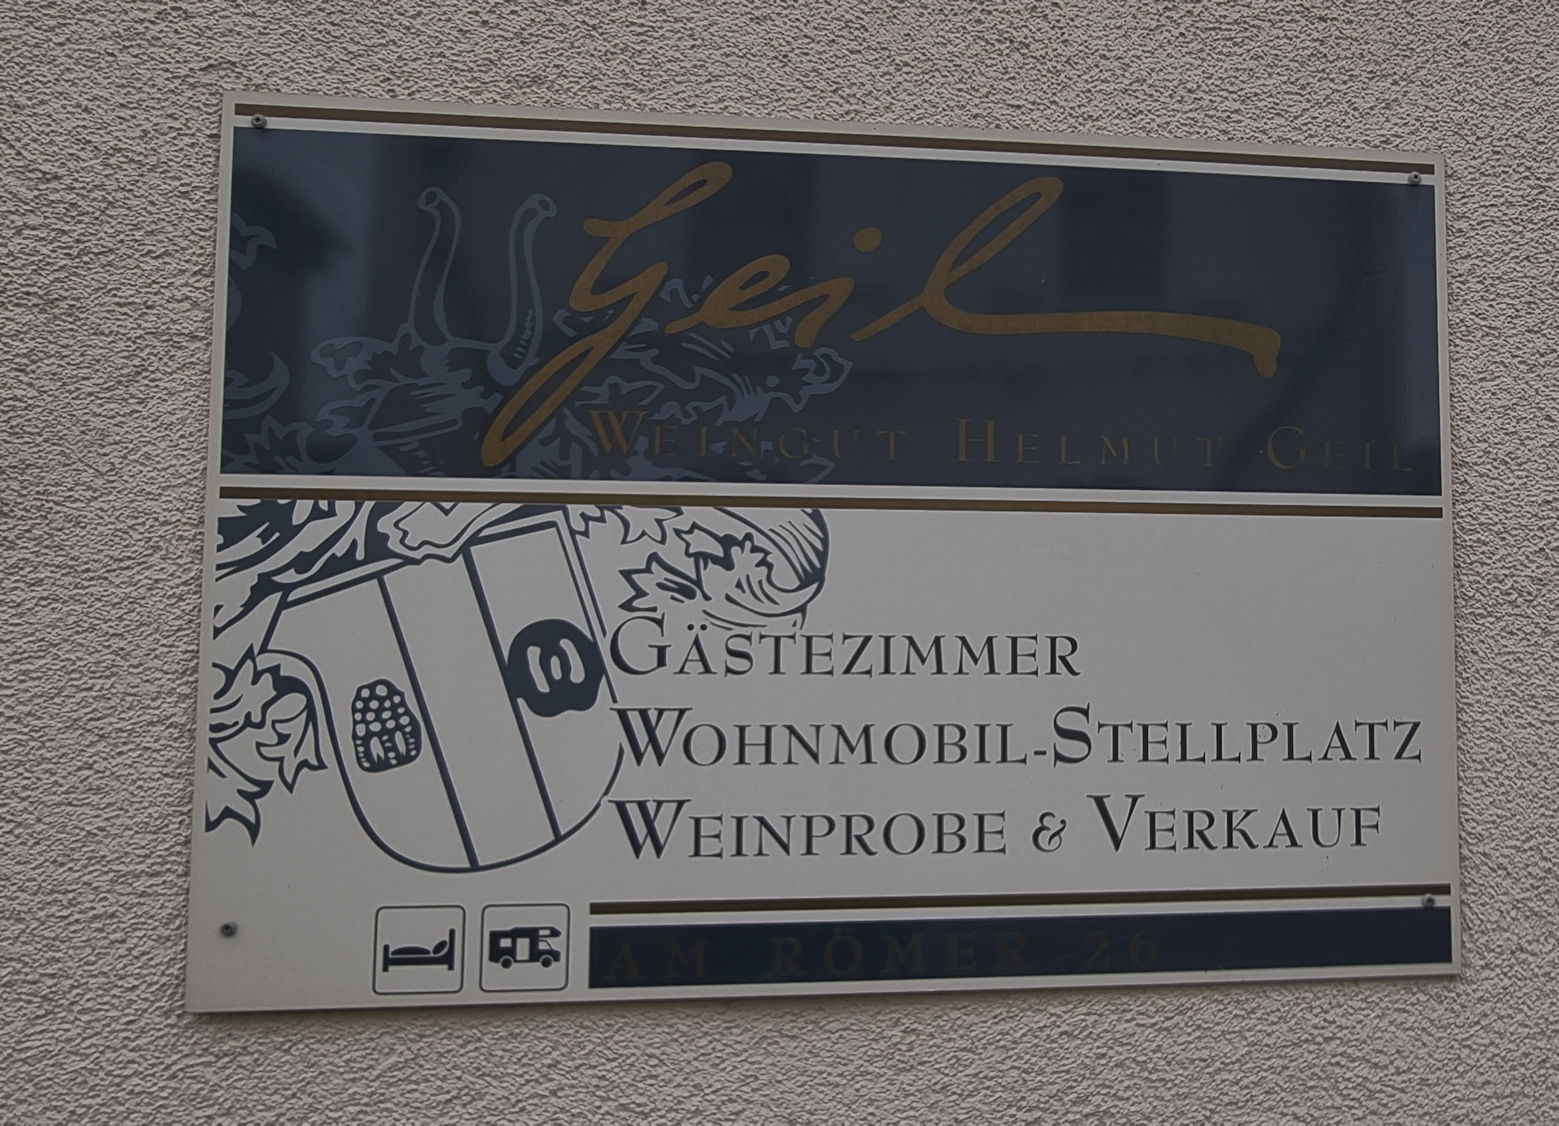 Geil
WEINGUT HELMUT GEIL
GÄSTEZIMMER
WOHNMOBIL-STELLPLATZ
WEINPROBE & VERKAUF
AM RÖMER 26